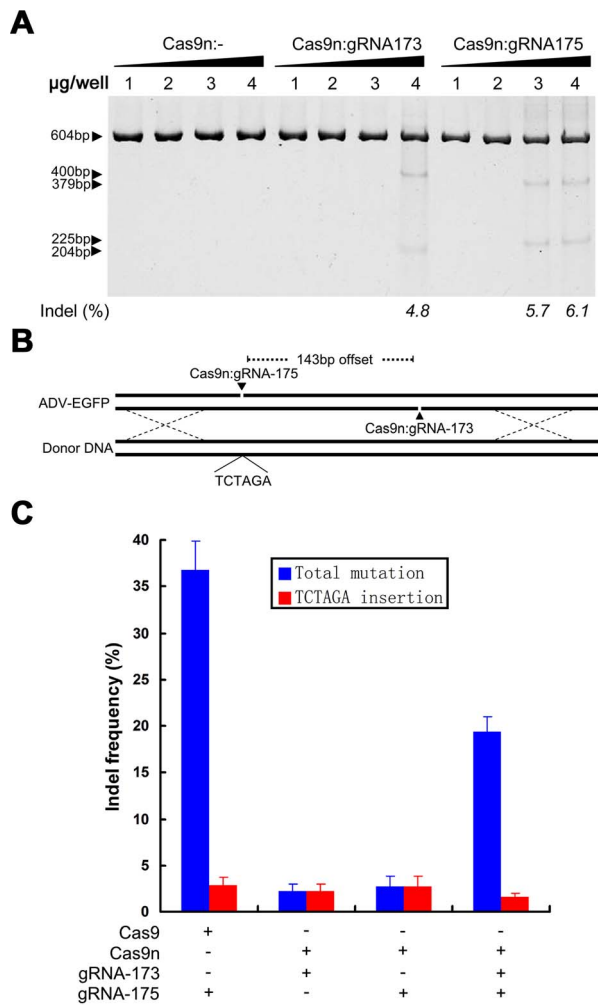 A
Cas9n:- Cas9n:gRNA173 Cas9n:gRNA175
µg/well 1 2 3 4 1 2 3 4 1 2 3 4
604bp
400bp
379bp
225bp
204bp
Indel (%) 4.8 5.7 6.1
B
143bp offset
Cas9n:gRNA-175
ADV-EGFP
Cas9n:gRNA-173
Donor DNA
TCTAGA
C
40
35
30
25
20
15
10
5
0
Indel frequency (%)
Total mutation
TCTAGA insertion
Cas9 + - - -
Cas9n - + + +
gRNA-173 - + - +
gRNA-175 + - + +